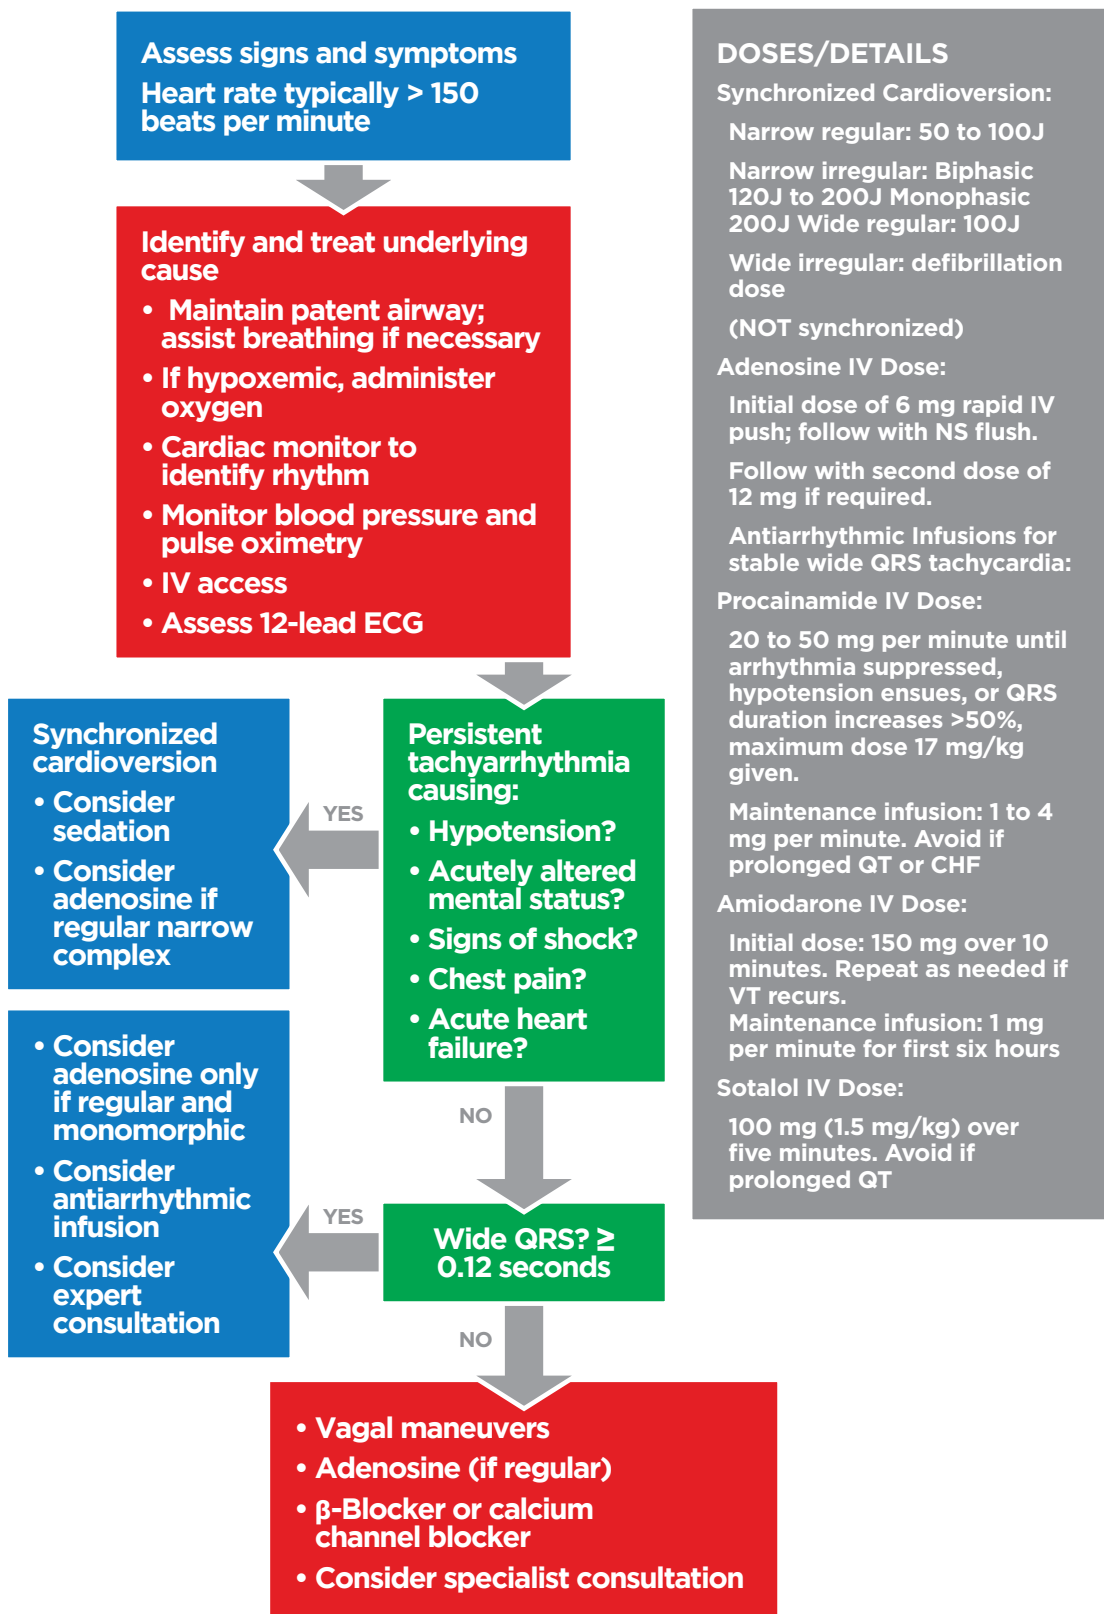 Assess signs and symptoms
Heart rate typically > 150
beats per minute
Identify and treat underlying
cause
• Maintain patent airway;
assist breathing if necessary
• If hypoxemic, administer
oxygen
• Cardiac monitor to
identify rhythm
• Monitor blood pressure and
pulse oximetry
• IV access
• Assess 12-lead ECG
Persistent
tachyarrhythmia
causing:
• Hypotension?
• Acutely altered
mental status?
• Signs of shock?
• Chest pain?
• Acute heart
failure?
YES
Synchronized
cardioversion
• Consider
sedation
• Consider
adenosine if
regular narrow
complex
NO
Wide QRS? ≥
0.12 seconds
YES
• Consider
adenosine only
if regular and
monomorphic
• Consider
antiarrhythmic
infusion
• Consider
expert
consultation
NO
• Vagal maneuvers
• Adenosine (if regular)
• β-Blocker or calcium
channel blocker
• Consider specialist consultation
DOSES/DETAILS
Synchronized Cardioversion:
Narrow regular: 50 to 100J
Narrow irregular: Biphasic
120J to 200J Monophasic
200J Wide regular: 100J
Wide irregular: defibrillation
dose
(NOT synchronized)
Adenosine IV Dose:
Initial dose of 6 mg rapid IV
push; follow with NS flush.
Follow with second dose of
12 mg if required.
Antiarrhythmic Infusions for
stable wide QRS tachycardia:
Procainamide IV Dose:
20 to 50 mg per minute until
arrhythmia suppressed,
hypotension ensues, or QRS
duration increases >50%,
maximum dose 17 mg/kg
given.
Maintenance infusion: 1 to 4
mg per minute. Avoid if
prolonged QT or CHF
Amiodarone IV Dose:
Initial dose: 150 mg over 10
minutes. Repeat as needed if
VT recurs.
Maintenance infusion: 1 mg
per minute for first six hours
Sotalol IV Dose:
100 mg (1.5 mg/kg) over
five minutes. Avoid if
prolonged QT